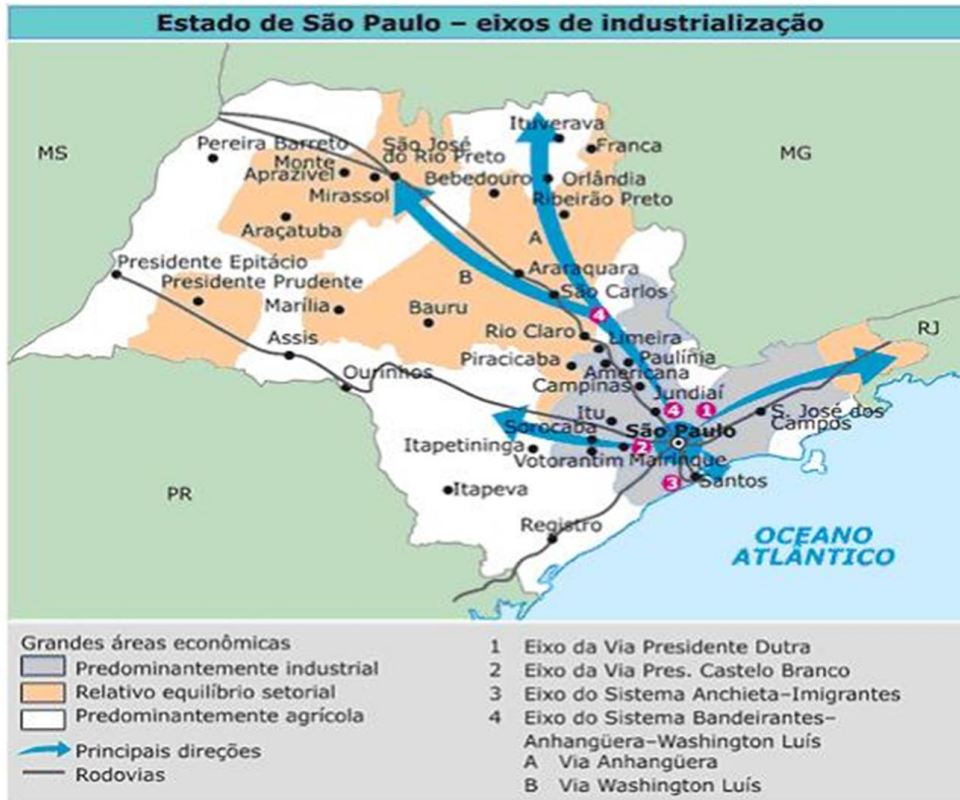 Estado de São Paulo – eixos de industrialização
MS
MG
Ituverava
Pereira Barreto
São José
do Rio Preto
Franca
Monte
Aprazível
Bebedouro
Orlândia
Mirassol
Ribeirão Preto
Araçatuba
A
Presidente Epitácio
Araraquara
B
Presidente Prudente
São Carlos
Marília
Bauru
4
RJ
Rio Claro
Limeira
Assis
Piracicaba
Paulínia
Ourinhos
Americana
Campinas
Jundiaí
Itu
4
1
S. José dos
Campos
Sorocaba
São Paulo
Itapetininga
2
Votorantim
Mairinque
3
Santos
PR
Itapeva
Registro
OCEANO
ATLÂNTICO
Grandes áreas econômicas
Predominantemente industrial
Relativo equilíbrio setorial
Predominantemente agrícola
Principais direções
Rodovias
1 Eixo da Via Presidente Dutra
2 Eixo da Via Pres. Castelo Branco
3 Eixo do Sistema Anchieta–Imigrantes
4 Eixo do Sistema Bandeirantes–
Anhangüera–Washington Luís
A Via Anhangüera
B Via Washington Luís